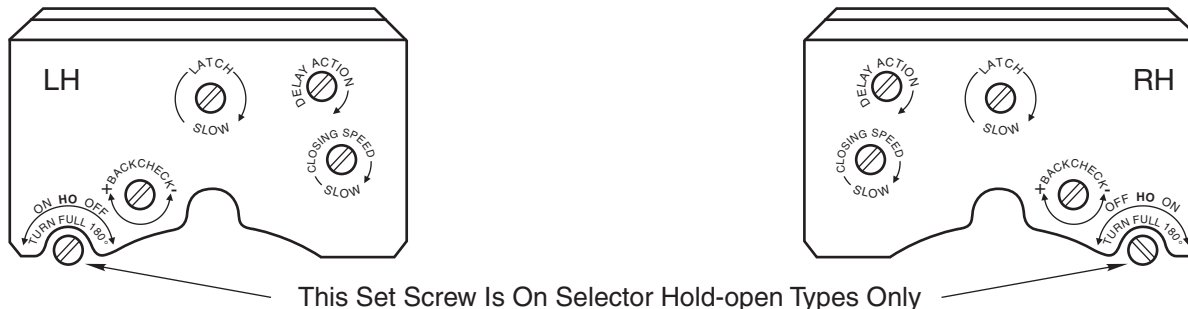 LH
LATCH
SLOW
DELAY ACTION
CLOSING SPEED
SLOW
+BACKCHECK-
ON HO OFF
TURN FULL 180°
RH
DELAY ACTION
LATCH
SLOW
CLOSING SPEED
SLOW
+BACKCHECK-
OFF HO ON
TURN FULL 180°
This Set Screw Is On Selector Hold-open Types Only